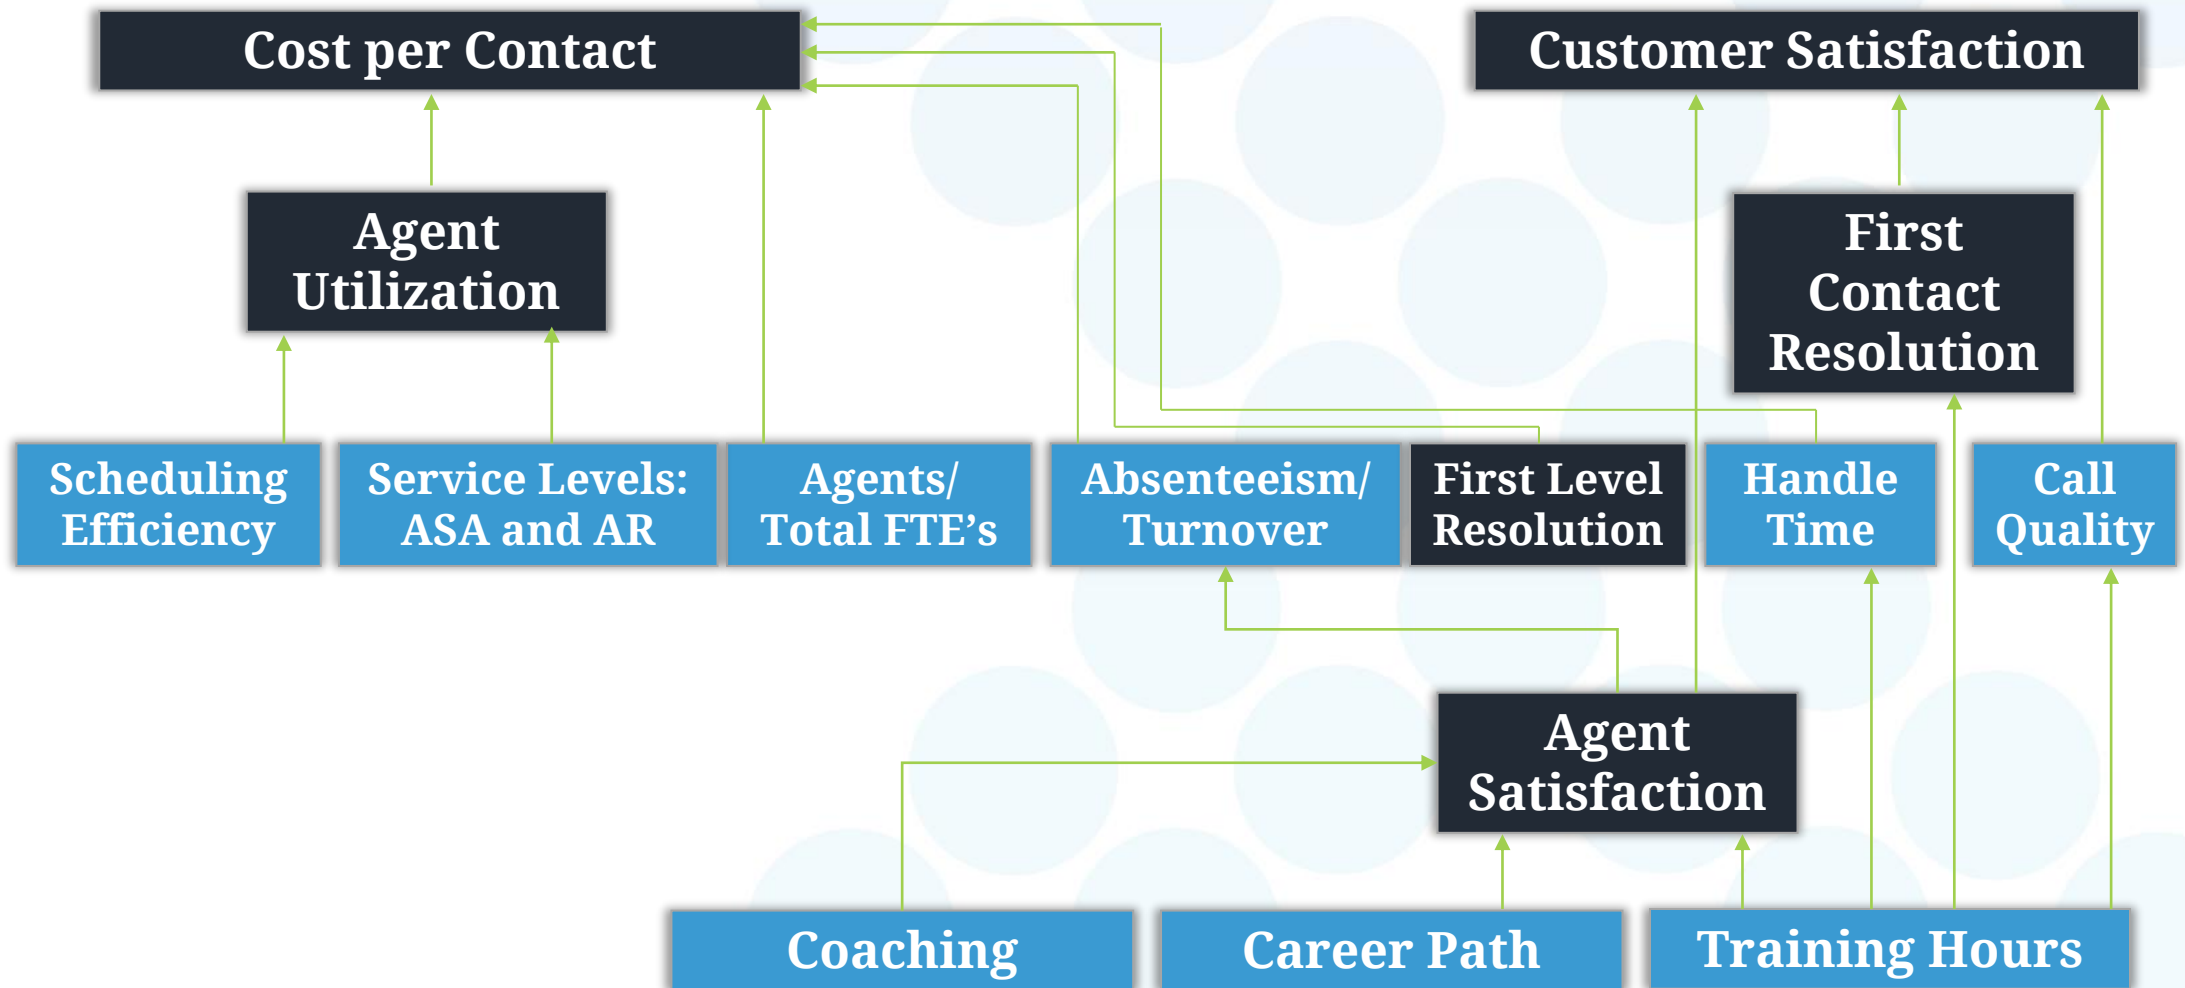 Cost per Contact
Customer Satisfaction
Agent
Utilization
First
Contact
Resolution
Scheduling
Efficiency
Service Levels:
ASA and AR
Agents/
Total FTE’s
Absenteeism/
Turnover
First Level
Resolution
Handle
Time
Call
Quality
Agent
Satisfaction
Coaching
Career Path
Training Hours